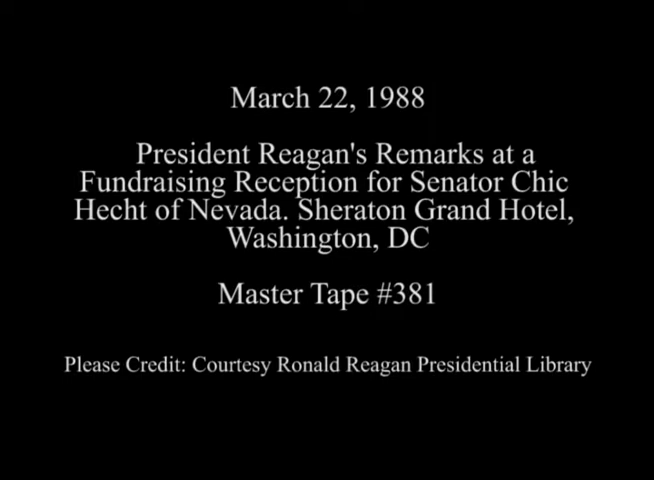 March 22, 1988
President Reagan's Remarks at a
Fundraising Reception for Senator Chic
Hecht of Nevada. Sheraton Grand Hotel,
Washington, DC
Master Tape #381
Please Credit: Courtesy Ronald Reagan Presidential Library